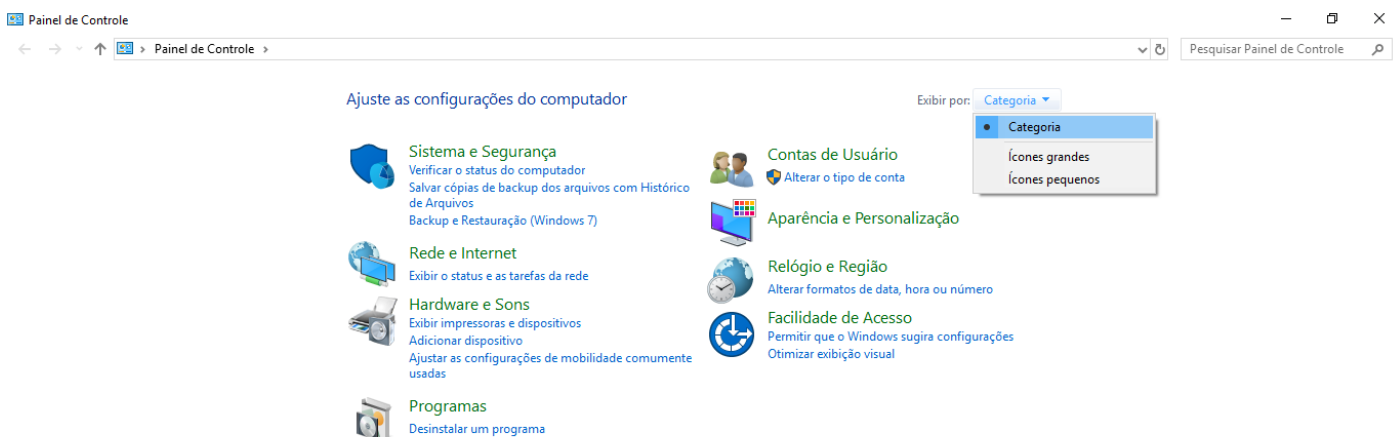 Painel de Controle
Painel de Controle
Pesquisar Painel de Controle
Ajuste as configurações do computador
Exibir por:
Categoria
Categoria
Ícones grandes
Ícones pequenos
Sistema e Segurança
Verificar o status do computador
Salvar cópias de backup dos arquivos com Histórico
de Arquivos
Backup e Restauração (Windows 7)
Rede e Internet
Exibir o status e as tarefas da rede
Hardware e Sons
Exibir impressoras e dispositivos
Adicionar dispositivo
Ajustar as configurações de mobilidade comumente
usadas
Programas
Desinstalar um programa
Contas de Usuário
Alterar o tipo de conta
Aparência e Personalização
Relógio e Região
Alterar formatos de data, hora ou número
Facilidade de Acesso
Permitir que o Windows sugira configurações
Otimizar exibição visual